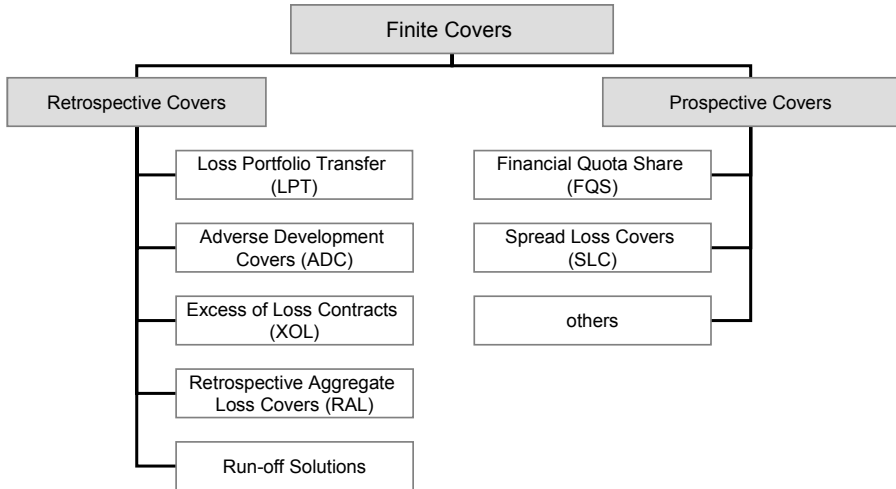 Finite Covers
Retrospective Covers
Prospective Covers
Loss Portfolio Transfer
(LPT)
Adverse Development
Covers (ADC)
Excess of Loss Contracts
(XOL)
Retrospective Aggregate
Loss Covers (RAL)
Run-off Solutions
Financial Quota Share
(FQS)
Spread Loss Covers
(SLC)
others